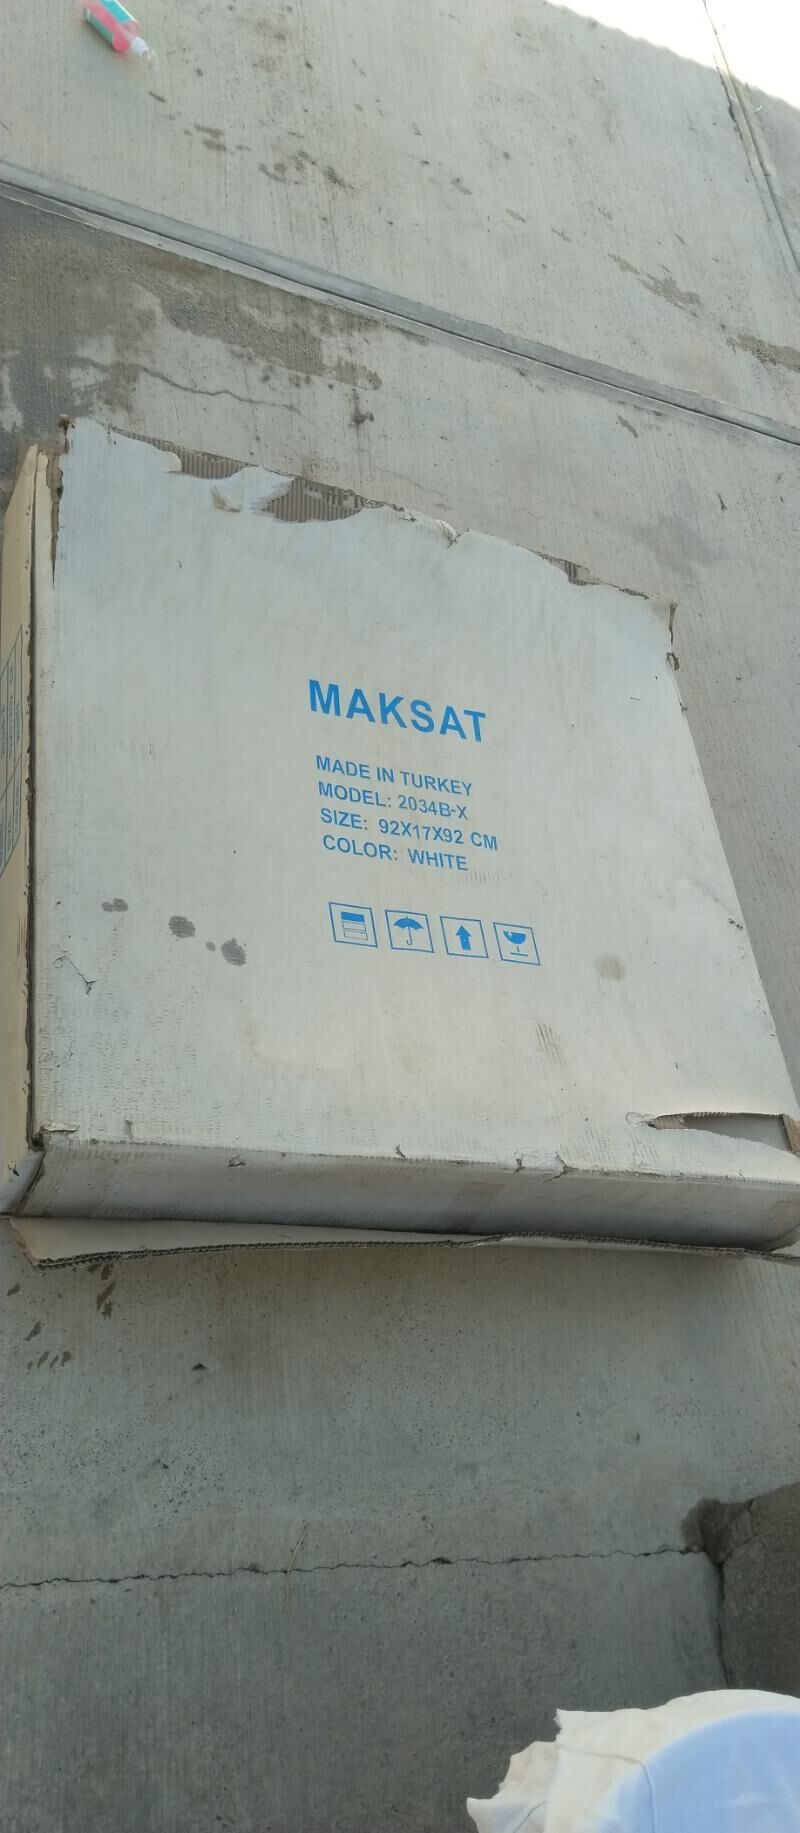 MAKSAT
MADE IN TURKEY
MODEL: 2034B-X
SIZE: 92X17X92 CM
COLOR: WHITE